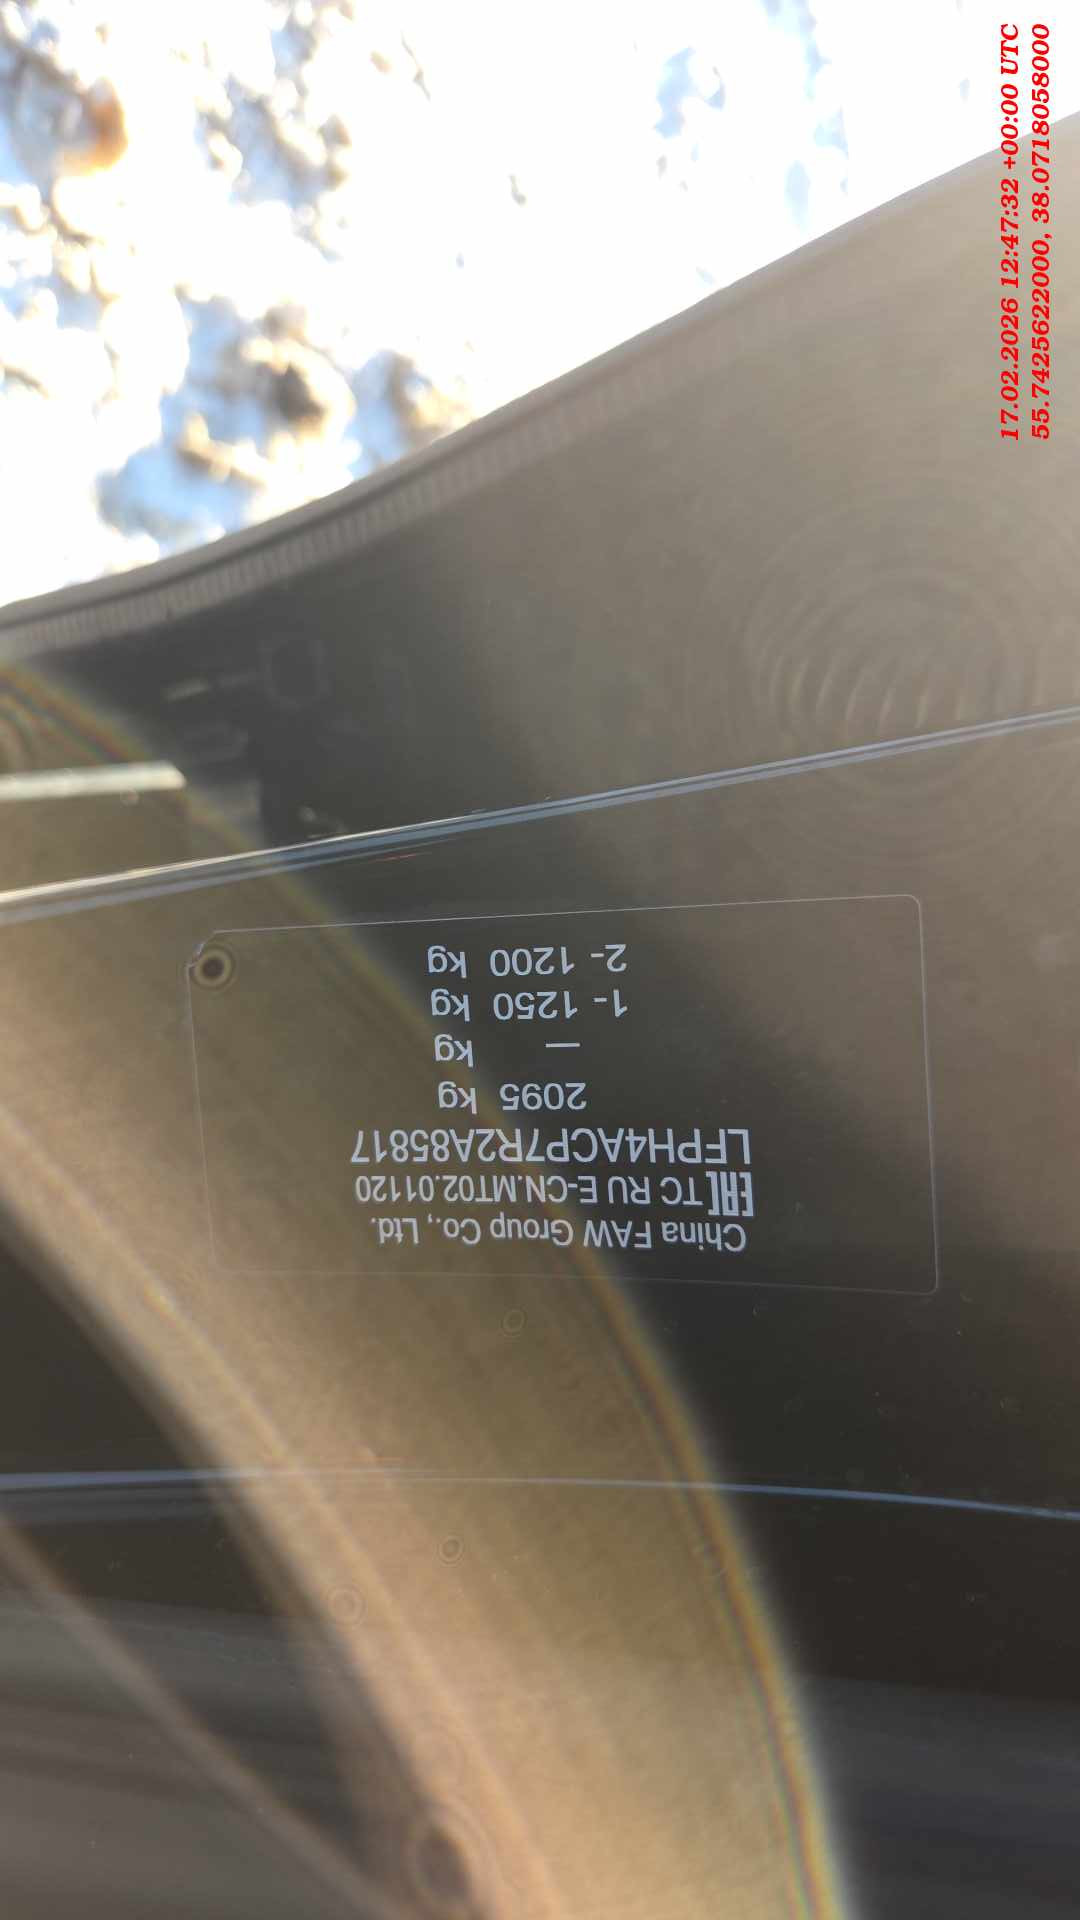 China FAW Group Co., Ltd.
EAC TC RU E-CN.MT02.01120
LFPH4ACP7R2A85817
2095 kg
— kg
1- 1250 kg
2- 1200 kg
17.02.2026 12:47:32 +00:00 UTC
55.7425622000, 38.0718058000